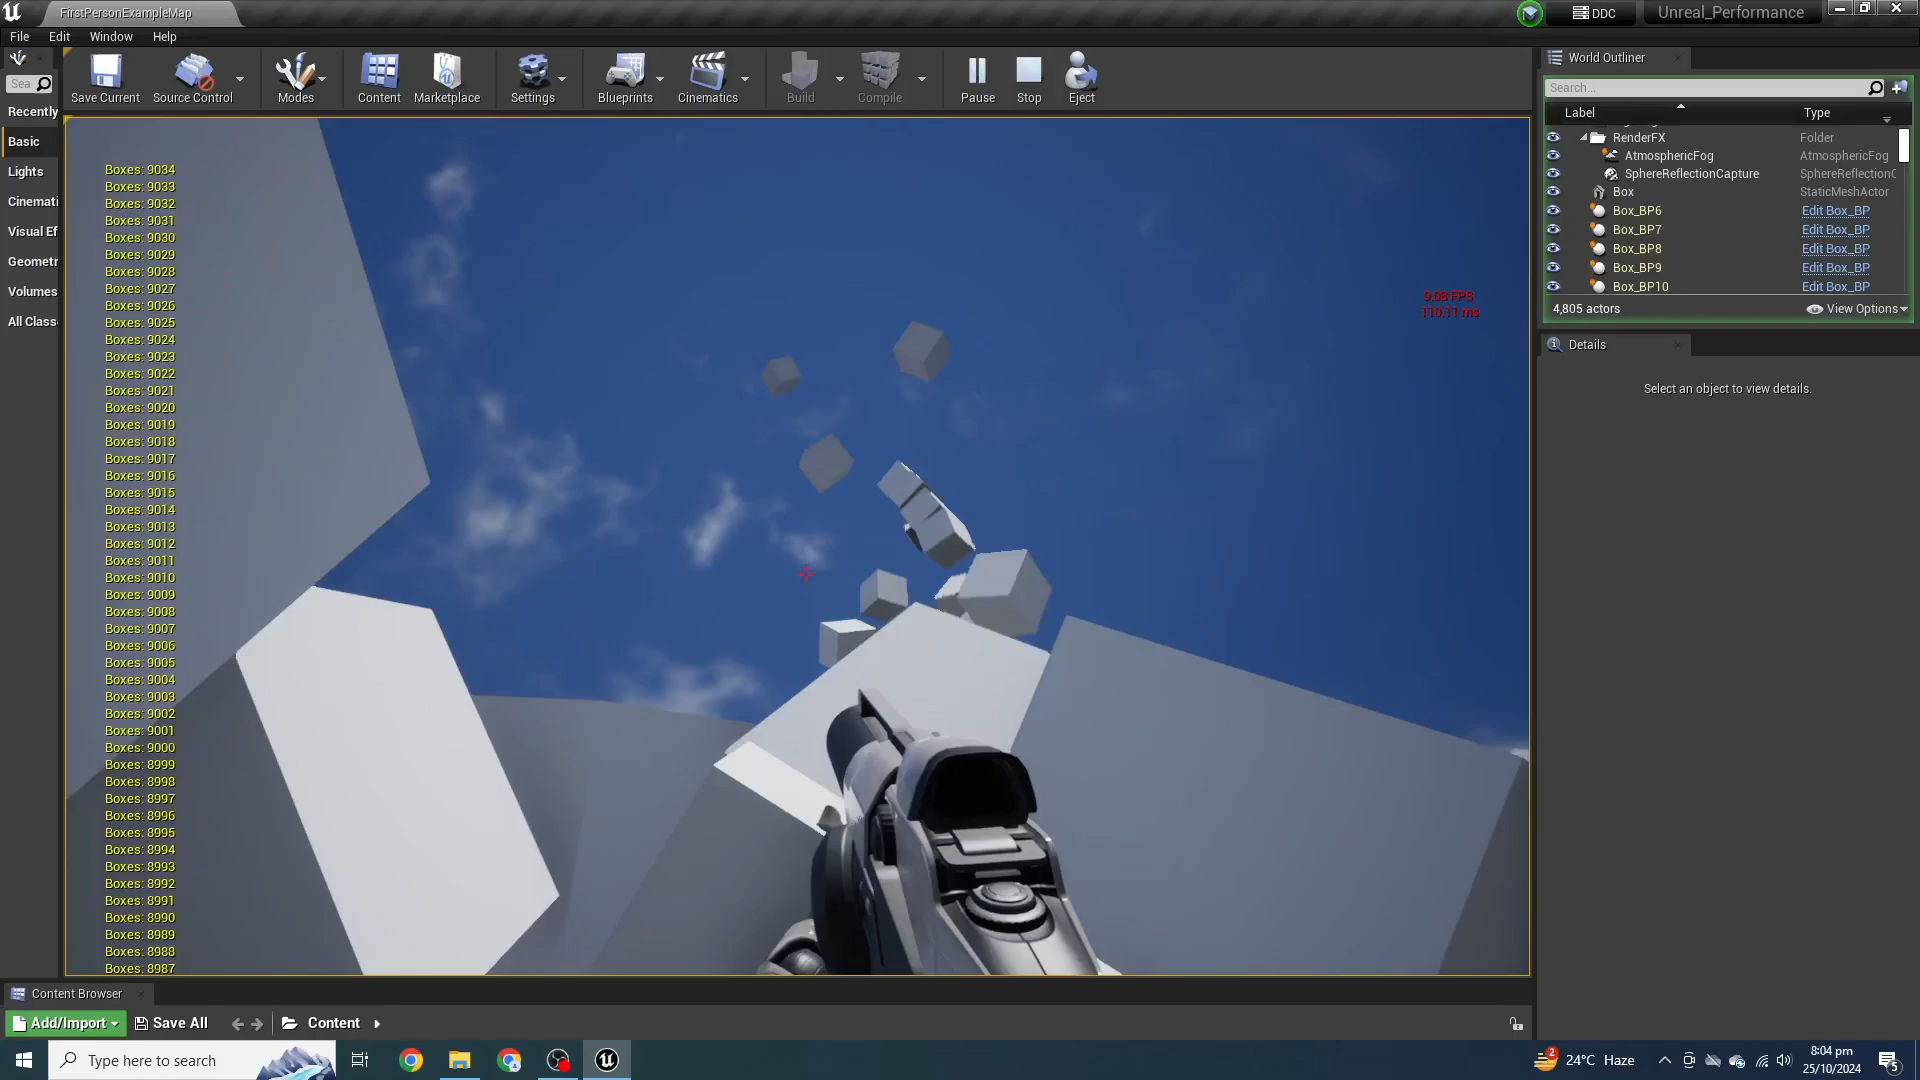 FirstPersonExampleMap
DDC
Unreal_Performance
File
Edit
Window
Help
Save Current
Source Control
Modes
Content
Marketplace
Settings
Blueprints
Cinematics
Build
Compile
Pause
Stop
Eject
Sea
Recently
Basic
Lights
Cinemati
Visual Ef
Geometr
Volumes
All Classe
Boxes: 9034
Boxes: 9033
Boxes: 9032
Boxes: 9031
Boxes: 9030
Boxes: 9029
Boxes: 9028
Boxes: 9027
Boxes: 9026
Boxes: 9025
Boxes: 9024
Boxes: 9023
Boxes: 9022
Boxes: 9021
Boxes: 9020
Boxes: 9019
Boxes: 9018
Boxes: 9017
Boxes: 9016
Boxes: 9015
Boxes: 9014
Boxes: 9013
Boxes: 9012
Boxes: 9011
Boxes: 9010
Boxes: 9009
Boxes: 9008
Boxes: 9007
Boxes: 9006
Boxes: 9005
Boxes: 9004
Boxes: 9003
Boxes: 9002
Boxes: 9001
Boxes: 9000
Boxes: 8999
Boxes: 8998
Boxes: 8997
Boxes: 8996
Boxes: 8995
Boxes: 8994
Boxes: 8993
Boxes: 8992
Boxes: 8991
Boxes: 8990
Boxes: 8989
Boxes: 8988
Boxes: 8987
9.08 FPS
110.11 ms
World Outliner
Search...
Label Type
RenderFX Folder
AtmosphericFog AtmosphericFog
SphereReflectionCapture SphereReflectionC
Box StaticMeshActor
Box_BP6 Edit Box_BP
Box_BP7 Edit Box_BP
Box_BP8 Edit Box_BP
Box_BP9 Edit Box_BP
Box_BP10 Edit Box_BP
4,805 actors View Options
Details
Select an object to view details.
Content Browser
Add/Import
Save All
Content
Type here to search
2
24°C Haze
8:04 pm
25/10/2024
5